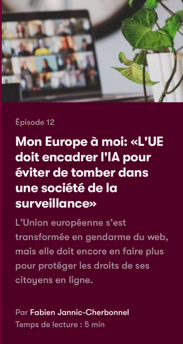 Épisode 12
Mon Europe à moi: «L'UE
doit encadrer l'IA pour
éviter de tomber dans
une société de la
surveillance»
L'Union européenne s'est
transformée en gendarme du web,
mais elle doit encore en faire plus
pour protéger les droits de ses
citoyens en ligne.
Par Fabien Jannic-Cherbonnel
Temps de lecture : 5 min